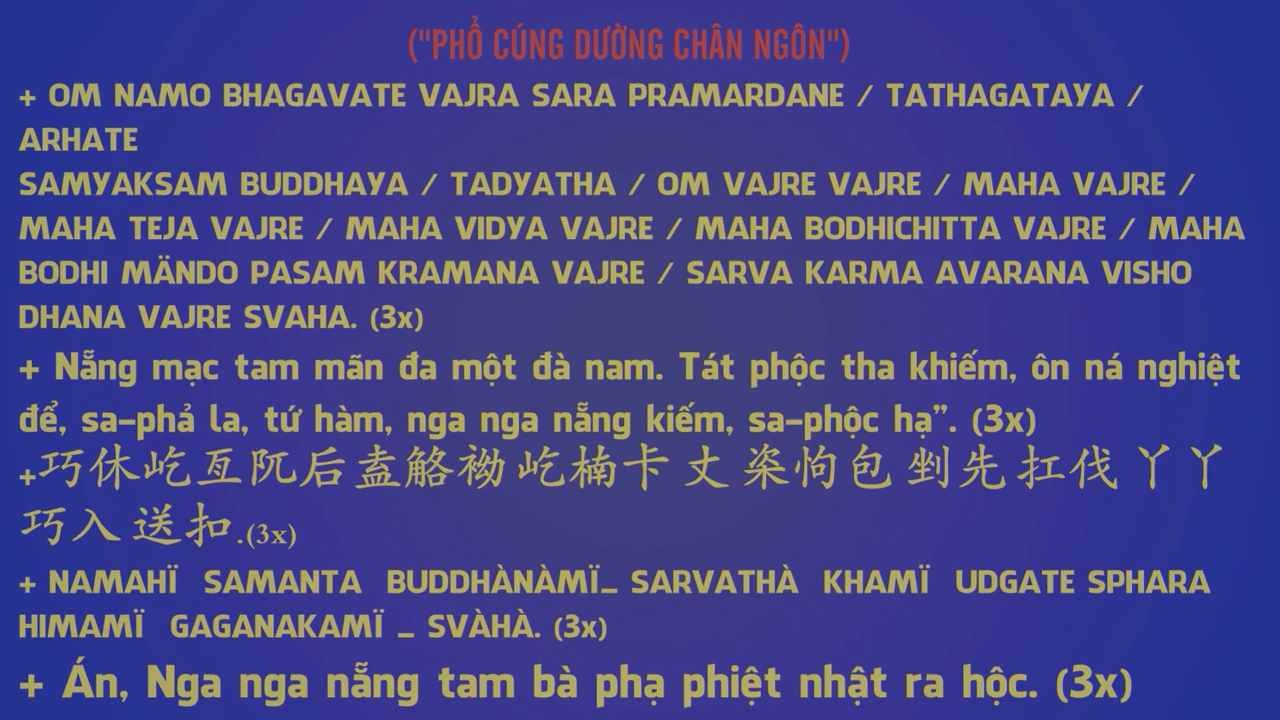 ("PHỔ CÚNG DƯỜNG CHÂN NGÔN")
+ OM NAMO BHAGAVATE VAJRA SARA PRAMARDANE / TATHAGATAYA /
ARHATE
SAMYAKSAM BUDDHAYA / TADYATHA / OM VAJRE VAJRE / MAHA VAJRE /
MAHA TEJA VAJRE / MAHA VIDYA VAJRE / MAHA BODHICHITTA VAJRE / MAHA
BODHI MÄNDO PASAM KRAMANA VAJRE / SARVA KARMA AVARANA VISHO
DHANA VAJRE SVAHA. (3x)
+ Nẵng mạc tam mãn đa một đà nam. Tát phộc tha khiếm, ôn ná nghiệt
để, sa-phả la, tứ hàm, nga nga nẵng kiếm, sa-phộc hạ”. (3x)
+巧休屹亙阢后盍觡袎 屹楠卡 丈 栥怐包 剉先 扛伐 丫丫
巧入 送扣.(3x)
+ NAMAHÏ SAMANTA BUDDHÀNÀMÏ_ SARVATHÀ KHAMÏ UDGATE SPHARA
HIMAMÏ GAGANAKAMÏ _ SVÀHÀ. (3x)
+ Án, Nga nga nẵng tam bà phạ phiệt nhật ra hộc. (3x)